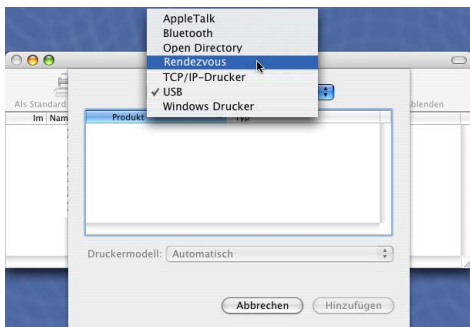 AppleTalk
Bluetooth
Open Directory
Rendezvous
TCP/IP-Drucker
✓ USB
Windows Drucker
Als Standard
blenden
Im Nam
Produkt Typ
Druckermodell: Automatisch
Abbrechen Hinzufügen